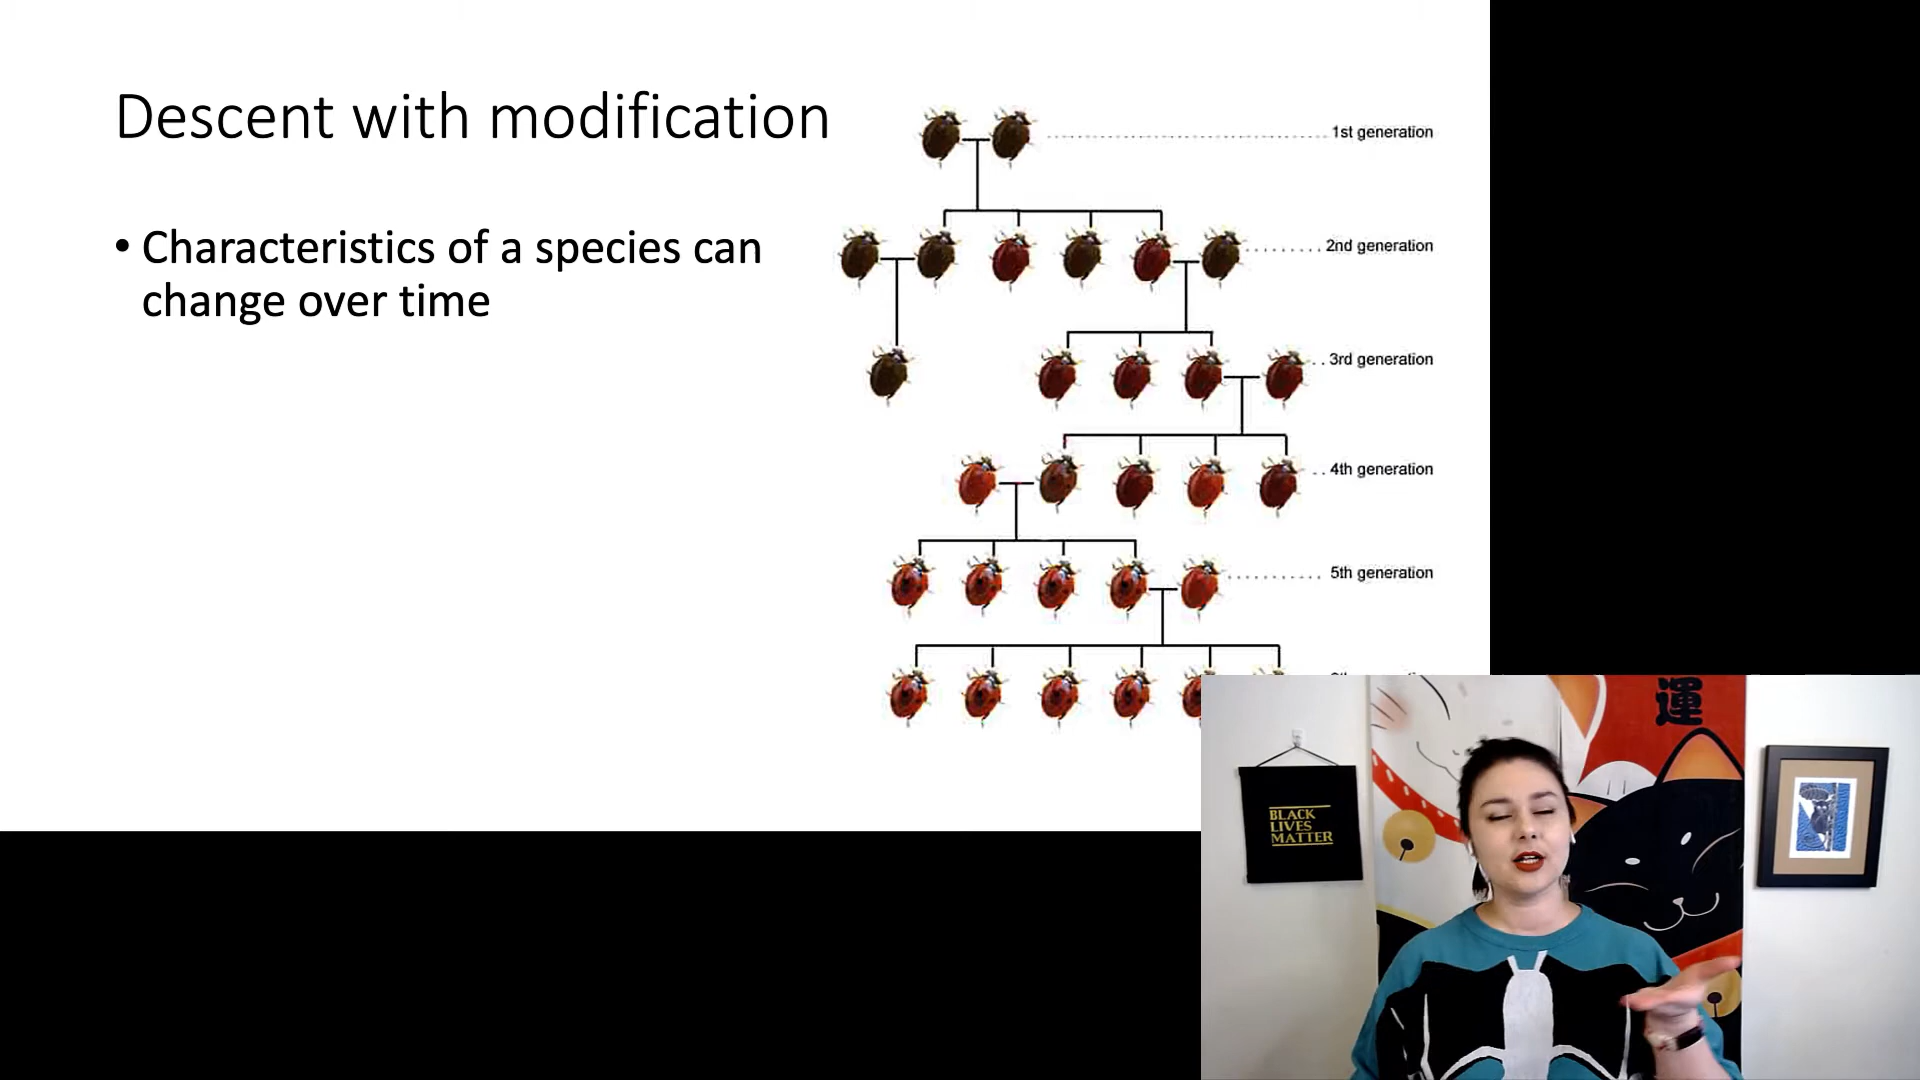 Descent with modification
• Characteristics of a species can
change over time
1st generation
2nd generation
3rd generation
4th generation
5th generation
運
BLACK
LIVES
MATTER